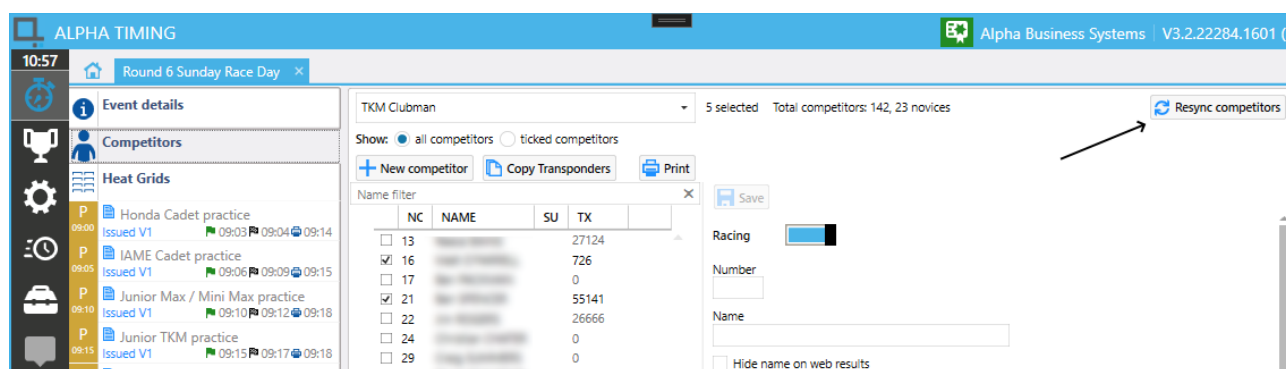 ALPHA TIMING
Alpha Business Systems V3.2.22284.1601 (
10:57
Round 6 Sunday Race Day ×
Event details
Competitors
Heat Grids
P 09:00 Honda Cadet practice
Issued V1 09:03 09:04 09:14
P 09:05 IAME Cadet practice
Issued V1 09:06 09:09 09:15
P 09:10 Junior Max / Mini Max practice
Issued V1 09:10 09:12 09:18
P 09:15 Junior TKM practice
Issued V1 09:15 09:17 09:18
TKM Clubman
5 selected Total competitors: 142, 23 novices
Resync competitors
Show: all competitors ticked competitors
New competitor Copy Transponders Print
Name filter
NC NAME SU TX
13 27124
16 726
17 0
21 55141
22 26666
24 0
29 0
Save
Racing
Number
Name
Hide name on web results